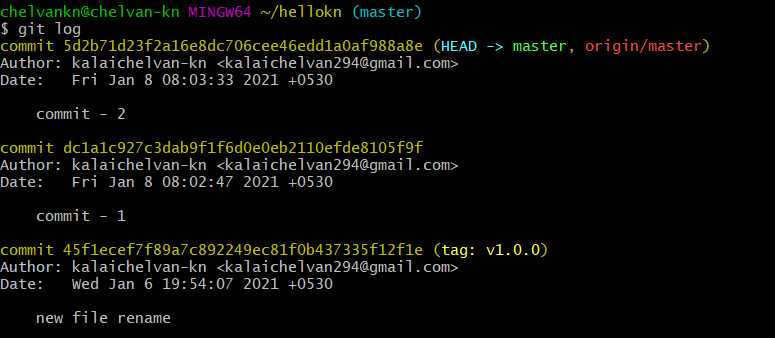 chelvankn@chelvan-kn MINGW64 ~/hellokn (master)
$ git log
commit 5d2b71d23f2a16e8dc706cee46edd1a0af988a8e (HEAD -> master, origin/master)
Author: kalaichelvan-kn <kalaichelvan294@gmail.com>
Date:   Fri Jan 8 08:03:33 2021 +0530

    commit - 2

commit dc1a1c927c3dab9f1f6d0e0eb2110efde8105f9f
Author: kalaichelvan-kn <kalaichelvan294@gmail.com>
Date:   Fri Jan 8 08:02:47 2021 +0530

    commit - 1

commit 45f1ecef7f89a7c892249ec81f0b437335f12f1e (tag: v1.0.0)
Author: kalaichelvan-kn <kalaichelvan294@gmail.com>
Date:   Wed Jan 6 19:54:07 2021 +0530

    new file rename